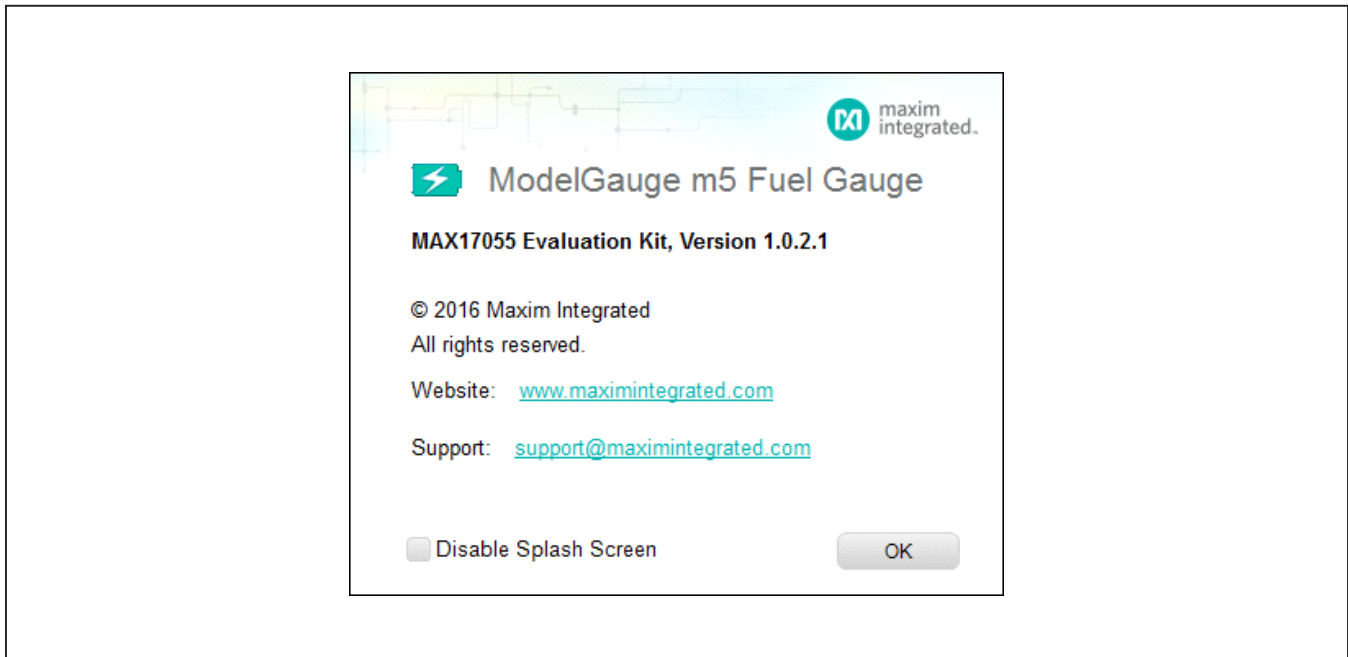 maxim
integrated.
ModelGauge m5 Fuel Gauge
MAX17055 Evaluation Kit, Version 1.0.2.1
© 2016 Maxim Integrated
All rights reserved.
Website: www.maximintegrated.com
Support: support@maximintegrated.com
Disable Splash Screen
OK